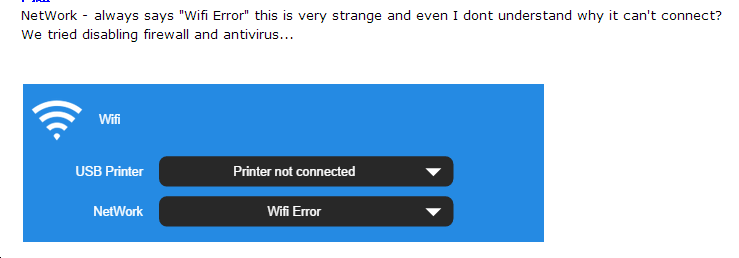 NetWork - always says "Wifi Error" this is very strange and even I dont understand why it can't connect?
We tried disabling firewall and antivirus...
Wifi
USB Printer Printer not connected
NetWork Wifi Error